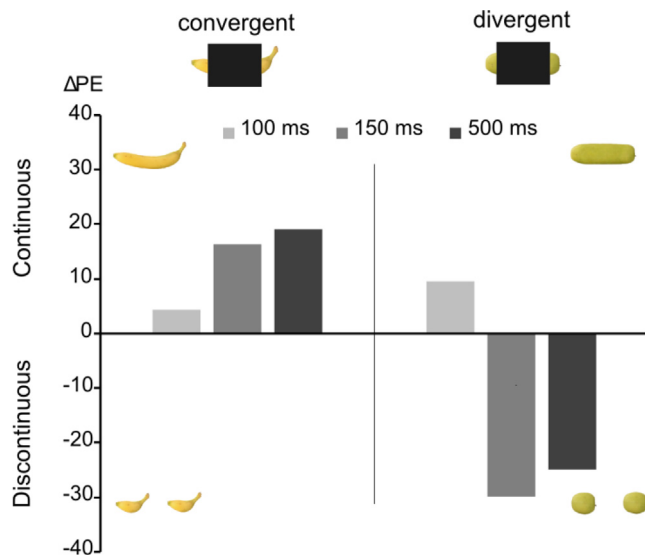 convergent
divergent
ΔPE
100 ms
150 ms
500 ms
40
30
20
10
0
-10
-20
-30
-40
Continuous
Discontinuous